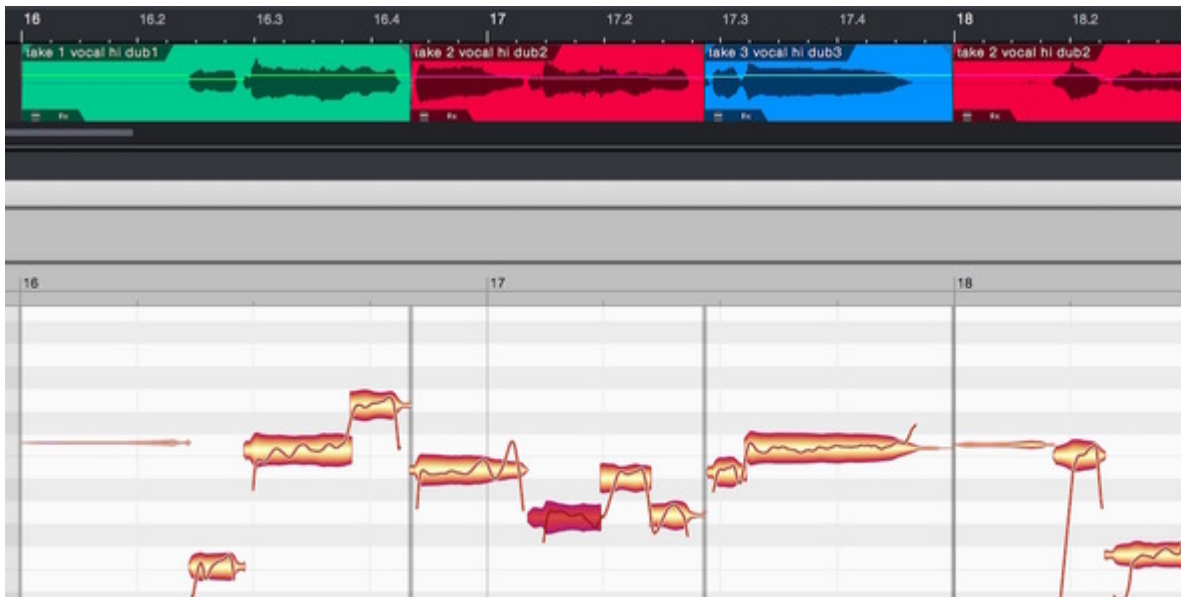 16 16.2 16.3 16.4 17 17.2 17.3 17.4 18 18.2
take 1 vocal hi dub1 take 2 vocal hi dub2 take 3 vocal hi dub3 take 2 vocal hi dub2
16 17 18